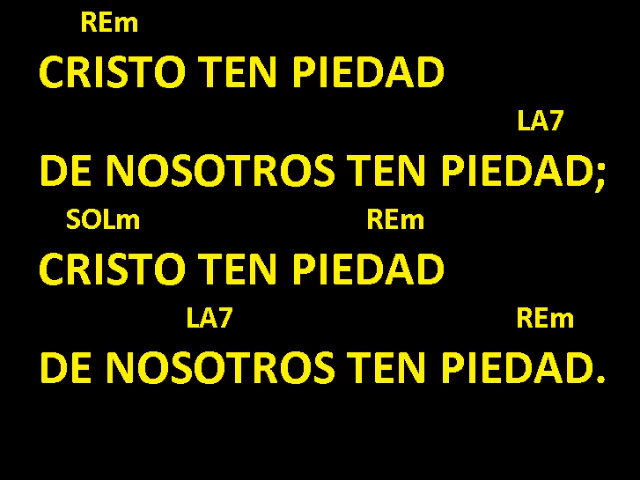 REm
CRISTO TEN PIEDAD
LA7
DE NOSOTROS TEN PIEDAD;
SOLm REm
CRISTO TEN PIEDAD
LA7 REm
DE NOSOTROS TEN PIEDAD.